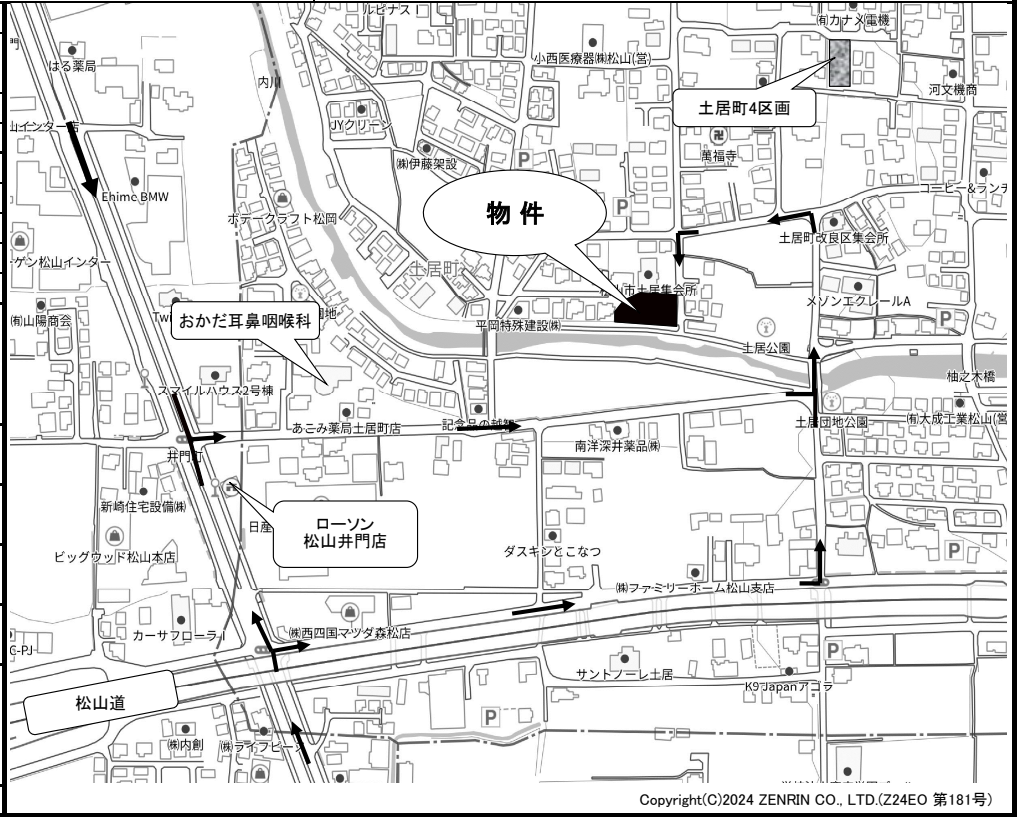 ルビナスⅠ
㈲カナメ電機
はる薬局
小西医療器㈱松山(営)
内川
河文機商
土居町4区画
JYクリーン
山インター店
㈱伊藤架設
P
萬福寺
Ehime BMW
コーヒー&ランチ
物 件
P
ボデークラフト松岡
土居町改良区集会所
ーゲン松山インター
土居町
山市土居集会所
メゾンエクレールA
㈲山陽商会
おかだ耳鼻咽喉科
平岡特殊建設㈱
P
土居公園
柚之木橋
スマイルハウス2号棟
あこみ薬局土居町店
記念品の越智
土居団地公園
㈲大成工業松山(営
南洋深井薬品㈱
井門町
新崎住宅設備㈱
ローソン
松山井門店
日産
ビッグウッド松山本店
ダスキンとこなつ
P
㈱ファミリーホーム松山支店
カーサフローラⅠ
㈱西四国マツダ森松店
C-PJ
P
サントノーレ土居
K9 Japanアゴラ
松山道
P
㈱内創
㈱ライフピース
Copyright(C)2024 ZENRIN CO., LTD.(Z24EO 第181号)